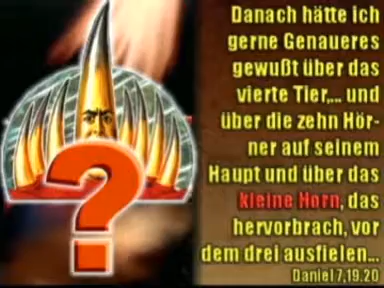 Danach hätte ich
gerne Genaueres
gewußt über das
vierte Tier,... und
über die zehn Hör-
ner auf seinem
Haupt und über das
kleine Horn, das
hervorbrach, vor
dem drei ausfielen...
Daniel 7,19.20
?